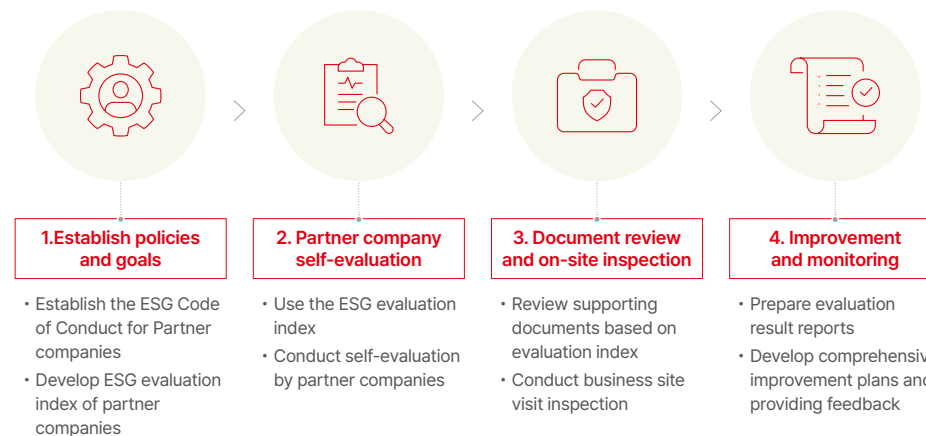 1.Establish policies
and goals
• Establish the ESG Code
of Conduct for Partner
companies
• Develop ESG evaluation
index of partner
companies
2. Partner company
self-evaluation
• Use the ESG evaluation
index
• Conduct self-evaluation
by partner companies
3. Document review
and on-site inspection
• Review supporting
documents based on
evaluation index
• Conduct business site
visit inspection
4. Improvement
and monitoring
• Prepare evaluation
result reports
• Develop comprehensiv
improvement plans and
providing feedback